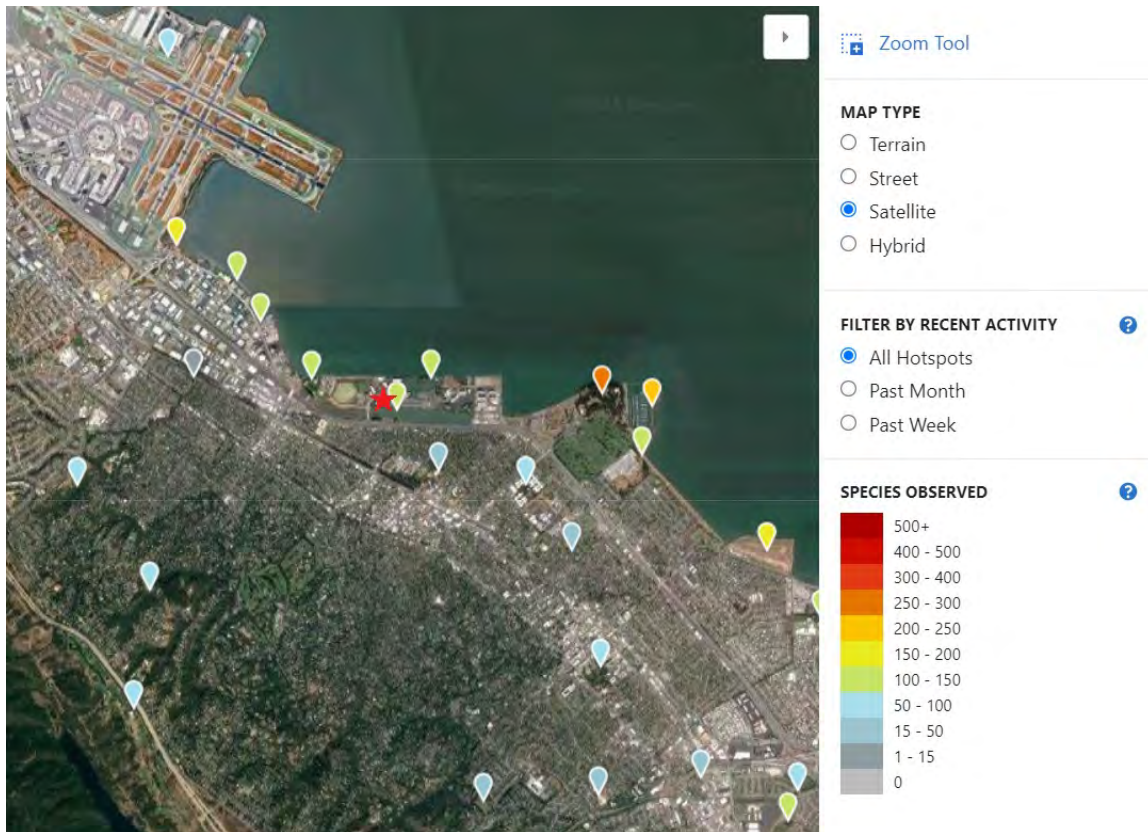 Zoom Tool
MAP TYPE
Terrain
Street
Satellite
Hybrid
FILTER BY RECENT ACTIVITY ?
All Hotspots
Past Month
Past Week
SPECIES OBSERVED ?
500+
400 - 500
300 - 400
250 - 300
200 - 250
150 - 200
100 - 150
50 - 100
15 - 50
1 - 15
0